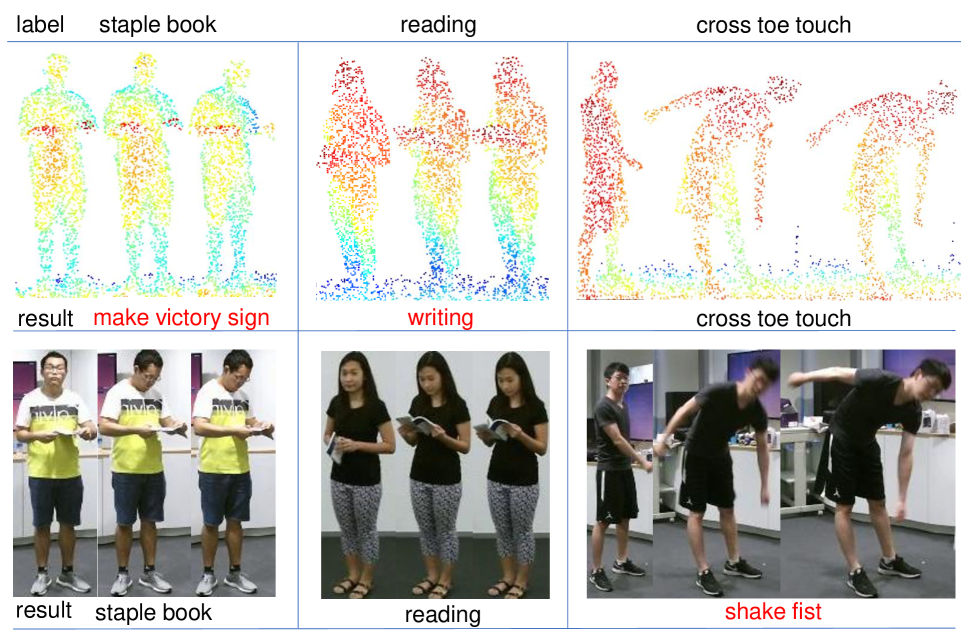 label staple book reading cross toe touch
result make victory sign writing cross toe touch
result staple book reading shake fist